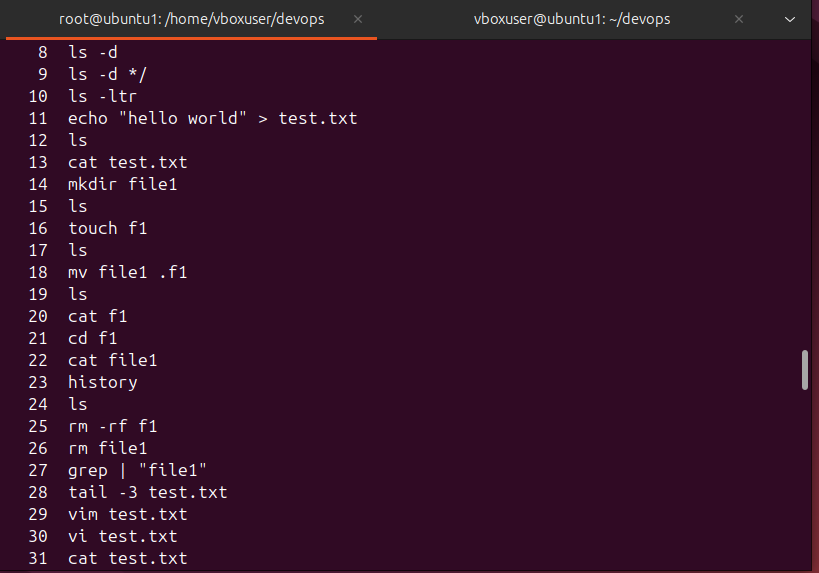 root@ubuntu1: /home/vboxuser/devops × vboxuser@ubuntu1: ~/devops ×
8 ls -d
9 ls -d */
10 ls -ltr
11 echo "hello world" > test.txt
12 ls
13 cat test.txt
14 mkdir file1
15 ls
16 touch f1
17 ls
18 mv file1 .f1
19 ls
20 cat f1
21 cd f1
22 cat file1
23 history
24 ls
25 rm -rf f1
26 rm file1
27 grep | "file1"
28 tail -3 test.txt
29 vim test.txt
30 vi test.txt
31 cat test.txt